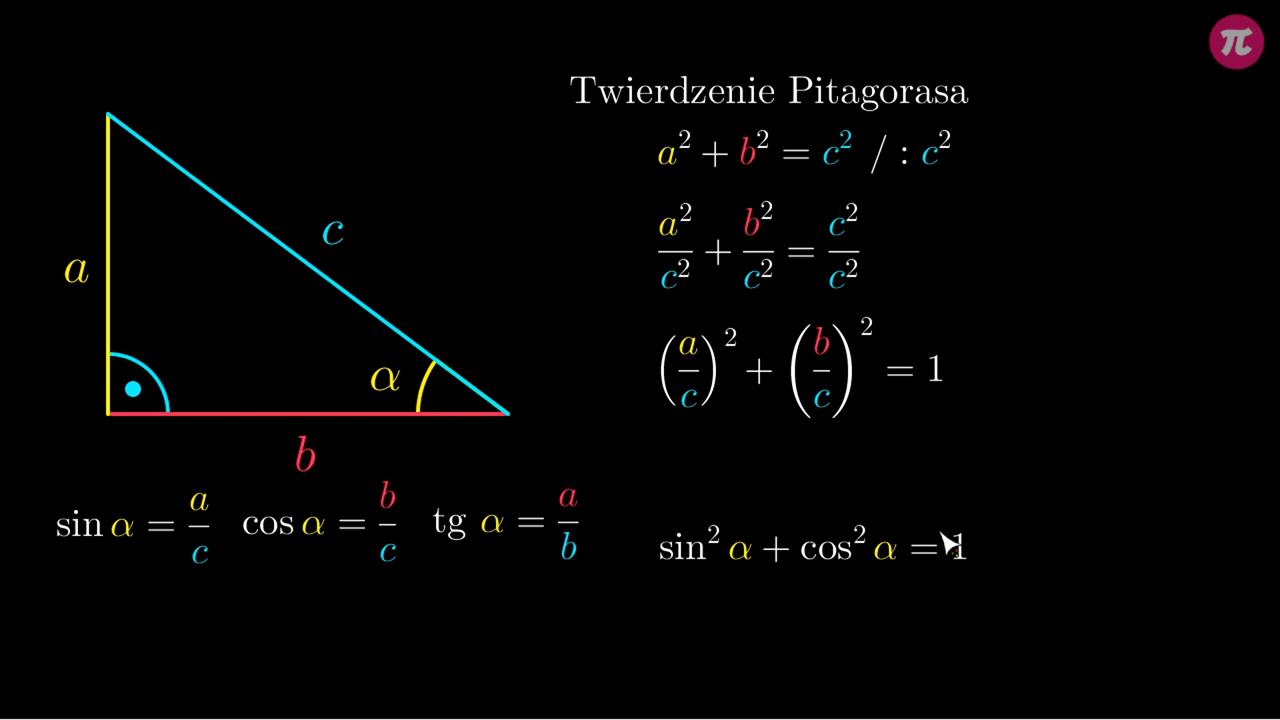 π
Twierdzenie Pitagorasa
a² + b² = c² / : c²
a²/c² + b²/c² = c²/c²
(a/c)² + (b/c)² = 1
c
a
α
b
sin α = a/c cos α = b/c tg α = a/b
sin² α + cos² α = 1